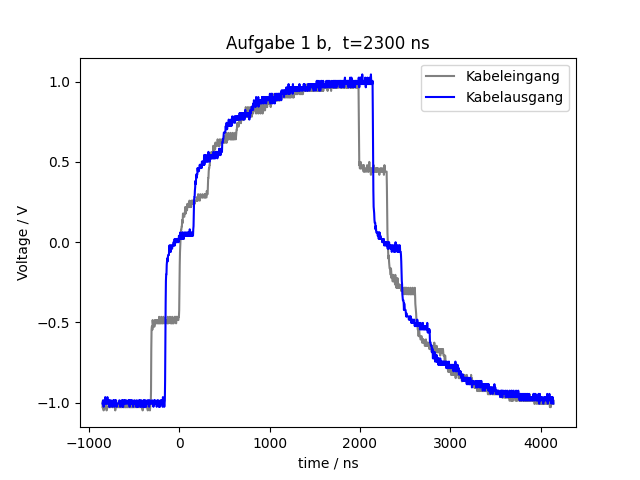 Aufgabe 1 b,  t=2300 ns
Kabeleingang
Kabelausgang
1.0
0.5
0.0
−0.5
−1.0
Voltage / V
−1000
0
1000
2000
3000
4000
time / ns